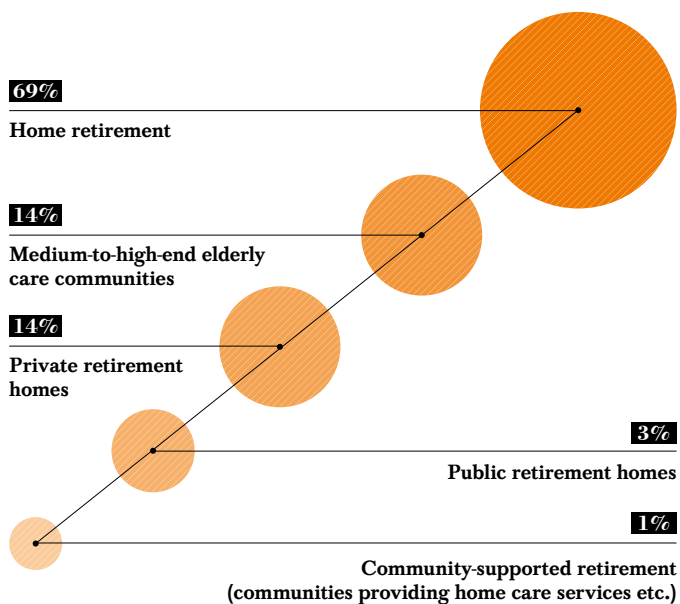 69%
Home retirement
14%
Medium-to-high-end elderly
care communities
14%
Private retirement
homes
3%
Public retirement homes
1%
Community-supported retirement
(communities providing home care services etc.)